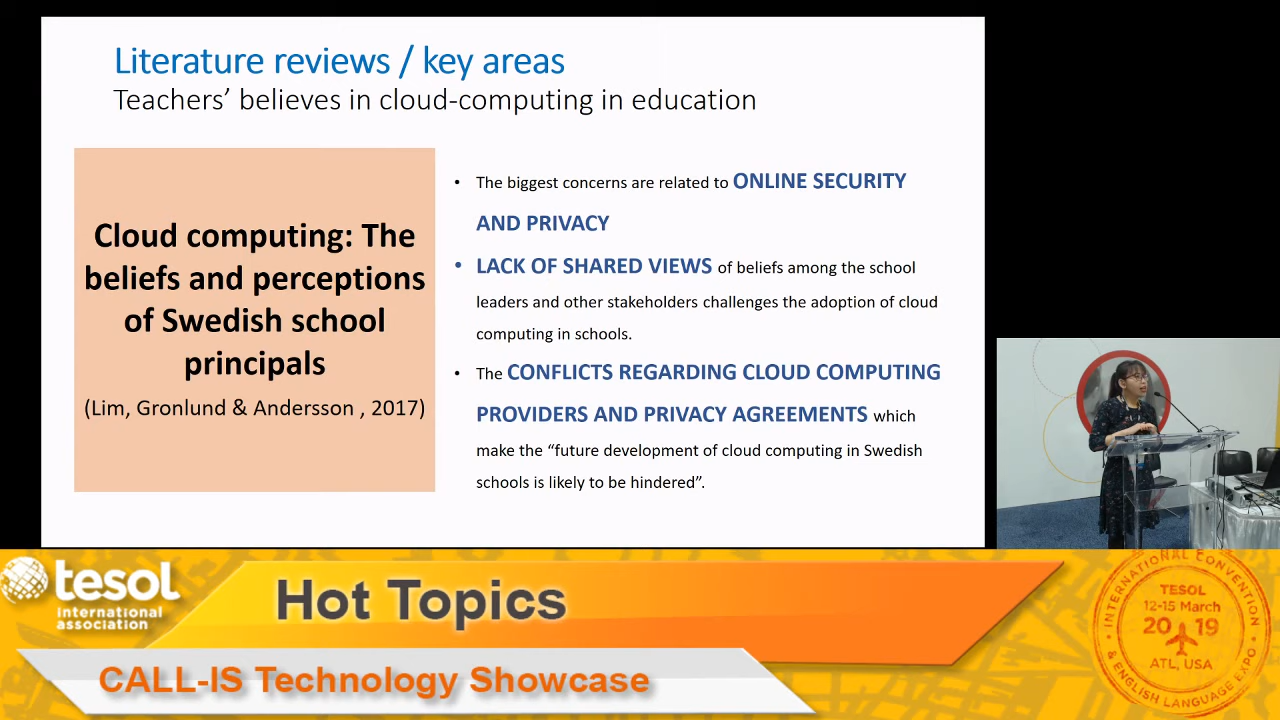 Literature reviews / key areas
Teachers’ believes in cloud-computing in education
Cloud computing: The
beliefs and perceptions
of Swedish school
principals
(Lim, Gronlund & Andersson , 2017)
• The biggest concerns are related to ONLINE SECURITY
AND PRIVACY
• LACK OF SHARED VIEWS of beliefs among the school
leaders and other stakeholders challenges the adoption of cloud
computing in schools.
• The CONFLICTS REGARDING CLOUD COMPUTING
PROVIDERS AND PRIVACY AGREEMENTS which
make the “future development of cloud computing in Swedish
schools is likely to be hindered”.
tesol
international
association
Hot Topics
CALL-IS Technology Showcase
INTERNATIONAL CONVENTION
TESOL
12-15 March
20 19
ATL, USA
& ENGLISH LANGUAGE EXPO